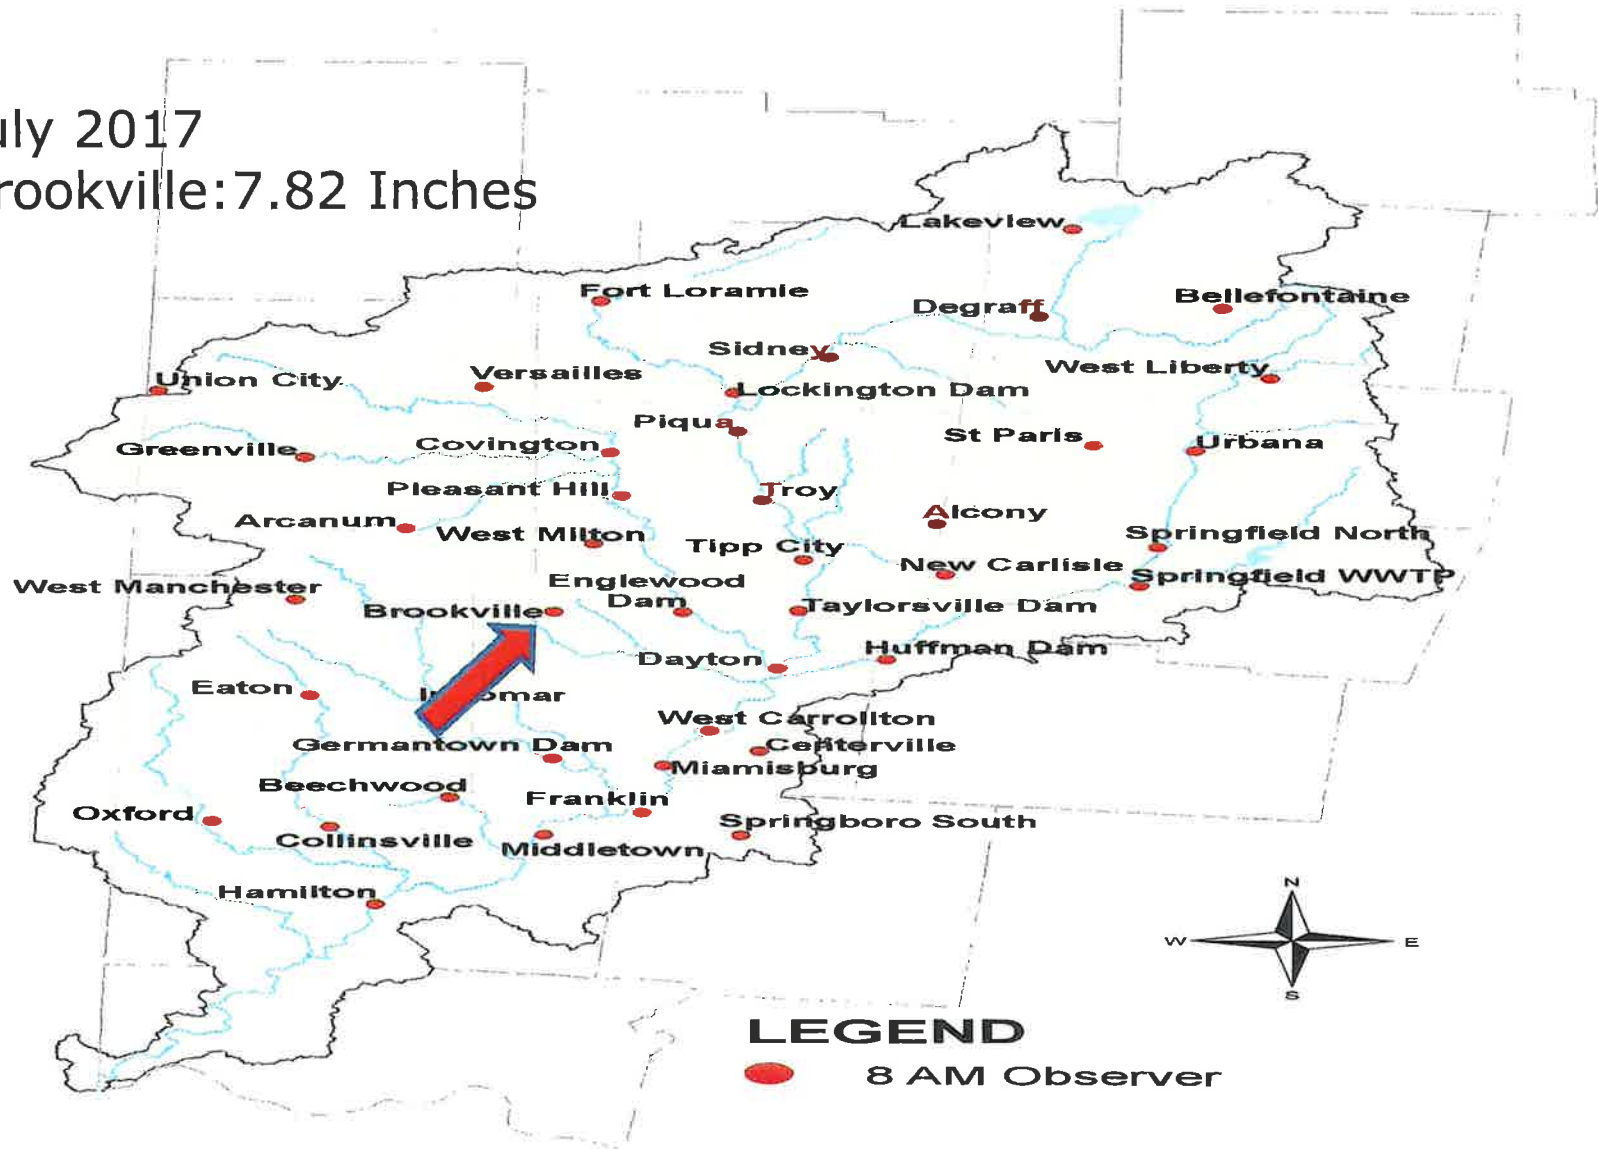 uly 2017
rookville:7.82 Inches
Lakeview
Fort Loramie
Degraff
Bellefontaine
Sidney
West Liberty
Union City
Versailles
Lockington Dam
Piqua
St Paris
Urbana
Greenville
Covington
Pleasant Hill
Troy
Arcanum
West Milton
Alcony
Springfield North
Tipp City
New Carlisle
Springfield WWTP
West Manchester
Englewood
Dam
Brookville
Taylorsville Dam
Dayton
Huffman Dam
Eaton
West Carrollton
Centerville
Germantown Dam
Miamisburg
Beechwood
Franklin
Oxford
Collinsville
Middletown
Springboro South
Hamilton
N
W
E
S
LEGEND
8 AM Observer